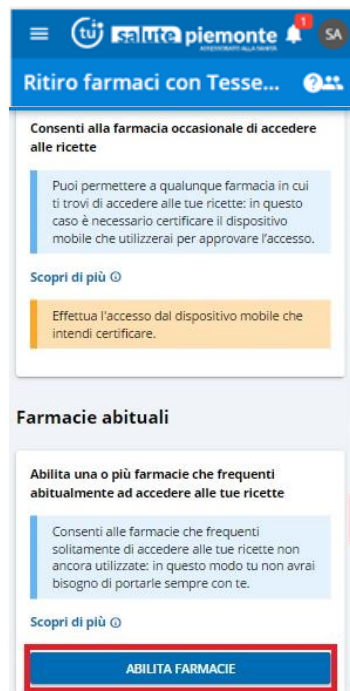 tu salute piemonte 1 SA
ASSESSORATO ALLA SANITÀ
Ritiro farmaci con Tesse...
Consenti alla farmacia occasionale di accedere
alle ricette
Puoi permettere a qualunque farmacia in cui
ti trovi di accedere alle tue ricette: in questo
caso è necessario certificare il dispositivo
mobile che utilizzerai per approvare l'accesso.
Scopri di più
Effettua l'accesso dal dispositivo mobile che
intendi certificare.
Farmacie abituali
Abilita una o più farmacie che frequenti
abitualmente ad accedere alle tue ricette
Consenti alle farmacie che frequenti
solitamente di accedere alle tue ricette non
ancora utilizzate: in questo modo tu non avrai
bisogno di portarle sempre con te.
Scopri di più
ABILITA FARMACIE